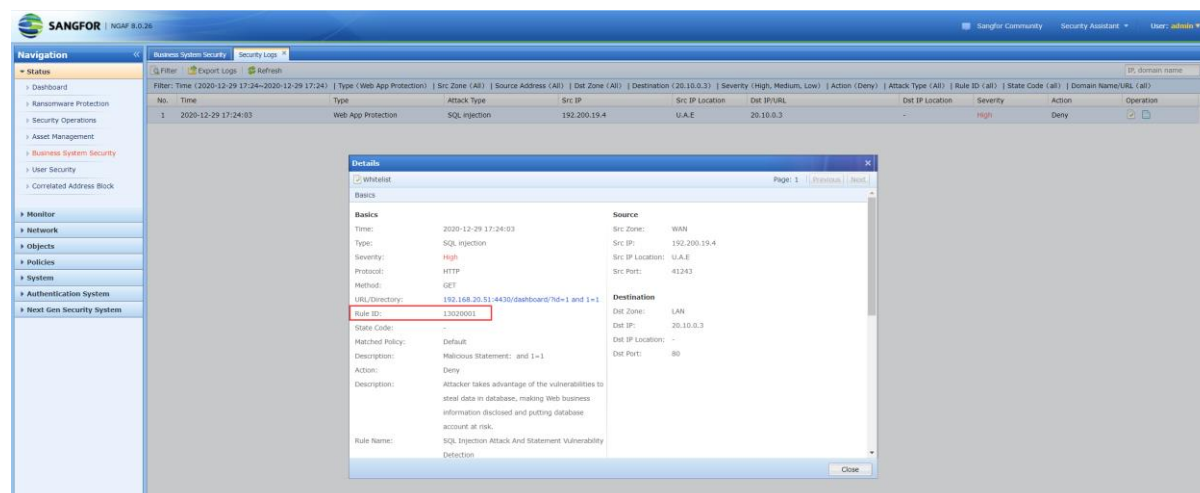 SANGFOR | NGAF 8.0.26
Sangfor Community Security Assistant User: admin
Navigation
Business System Security Security Logs
Status
Filter Export Logs Refresh
IP, domain name
Dashboard
Filter: Time (2020-12-29 17:24~2020-12-29 17:24) | Type (Web App Protection) | Src Zone (All) | Source Address (All) | Dst Zone (All) | Destination (20.10.0.3) | Severity (High, Medium, Low) | Action (Deny) | Attack Type (All) | Rule ID (all) | State Code (all) | Domain Name/URL (all)
Ransomware Protection
No. Time Type Attack Type Src IP Src IP Location Dst IP/URL Dst IP Location Severity Action Operation
1 2020-12-29 17:24:03 Web App Protection SQL injection 192.200.19.4 U.A.E 20.10.0.3 - High Deny
Security Operations
Asset Management
Business System Security
User Security
Correlated Address Block
Monitor
Network
Objects
Policies
System
Authentication System
Next Gen Security System
Details
Whitelist Page: 1 Previous Next
Basics
Basics
Time: 2020-12-29 17:24:03
Type: SQL injection
Severity: High
Protocol: HTTP
Method: GET
URL/Directory: 192.168.20.51:4430/dashboard/?id=1 and 1=1
Rule ID: 13020001
State Code: -
Matched Policy: Default
Description: Malicious Statement: and 1=1
Action: Deny
Description: Attacker takes advantage of the vulnerabilities to
steal data in database, making Web business
information disclosed and putting database
account at risk.
Rule Name: SQL Injection Attack And Statement Vulnerability
Detection
Source
Src Zone: WAN
Src IP: 192.200.19.4
Src IP Location: U.A.E
Src Port: 41243
Destination
Dst Zone: LAN
Dst IP: 20.10.0.3
Dst IP Location: -
Dst Port: 80
Close